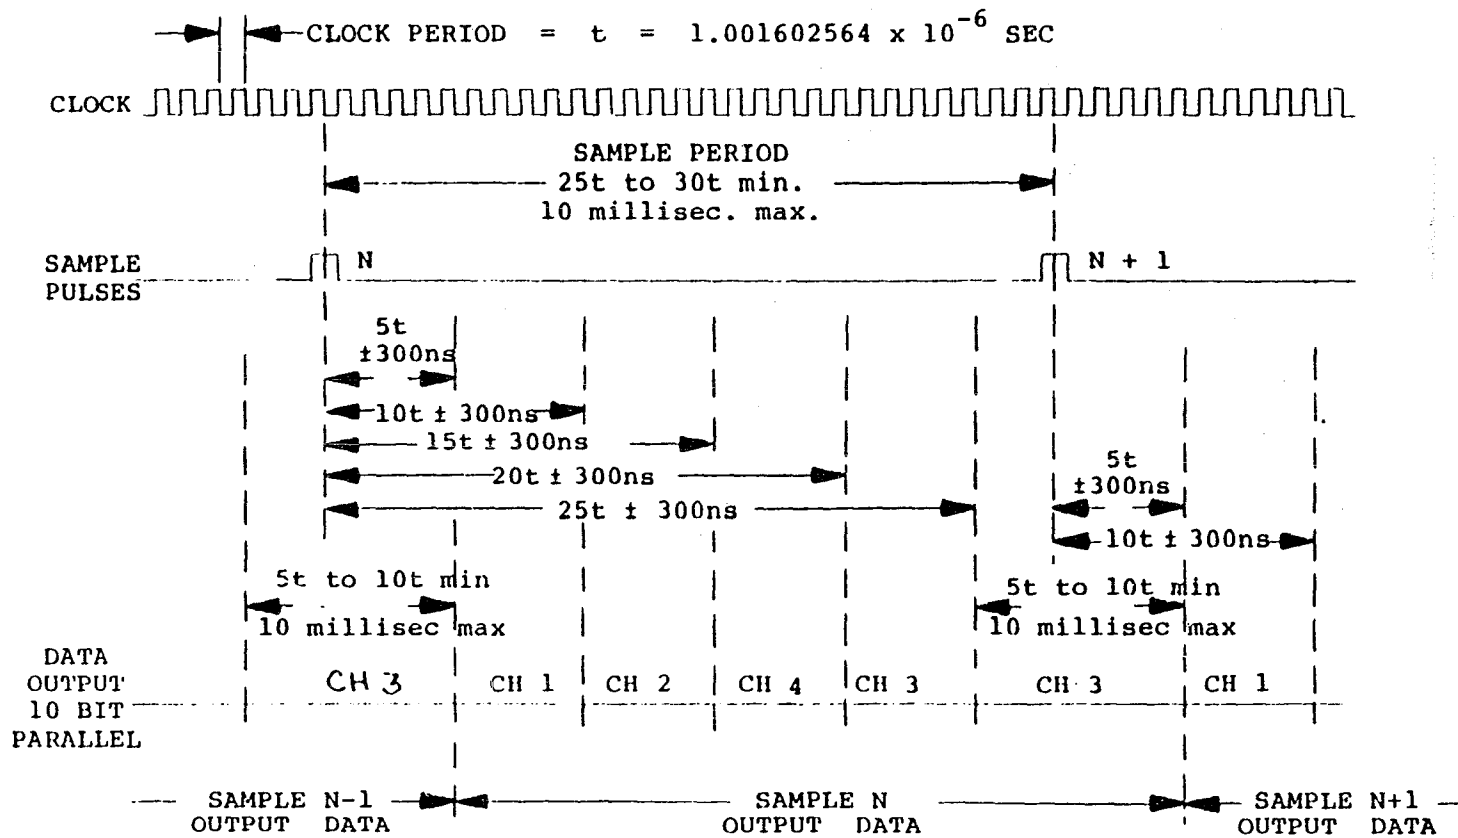 CLOCK PERIOD = t = 1.001602564 x 10⁻⁶ SEC
CLOCK
SAMPLE PERIOD
25t to 30t min.
10 millisec. max.
SAMPLE
PULSES
N
N + 1
5t
±300ns
10t ± 300ns
15t ± 300ns
20t ± 300ns
25t ± 300ns
5t
±300ns
10t ± 300ns
5t to 10t min
10 millisec max
5t to 10t min
10 millisec max
DATA
OUTPUT
10 BIT
PARALLEL
CH 3
CH 1
CH 2
CH 4
CH 3
CH 3
CH 1
SAMPLE N-1
OUTPUT DATA
SAMPLE N
OUTPUT DATA
SAMPLE N+1
OUTPUT DATA